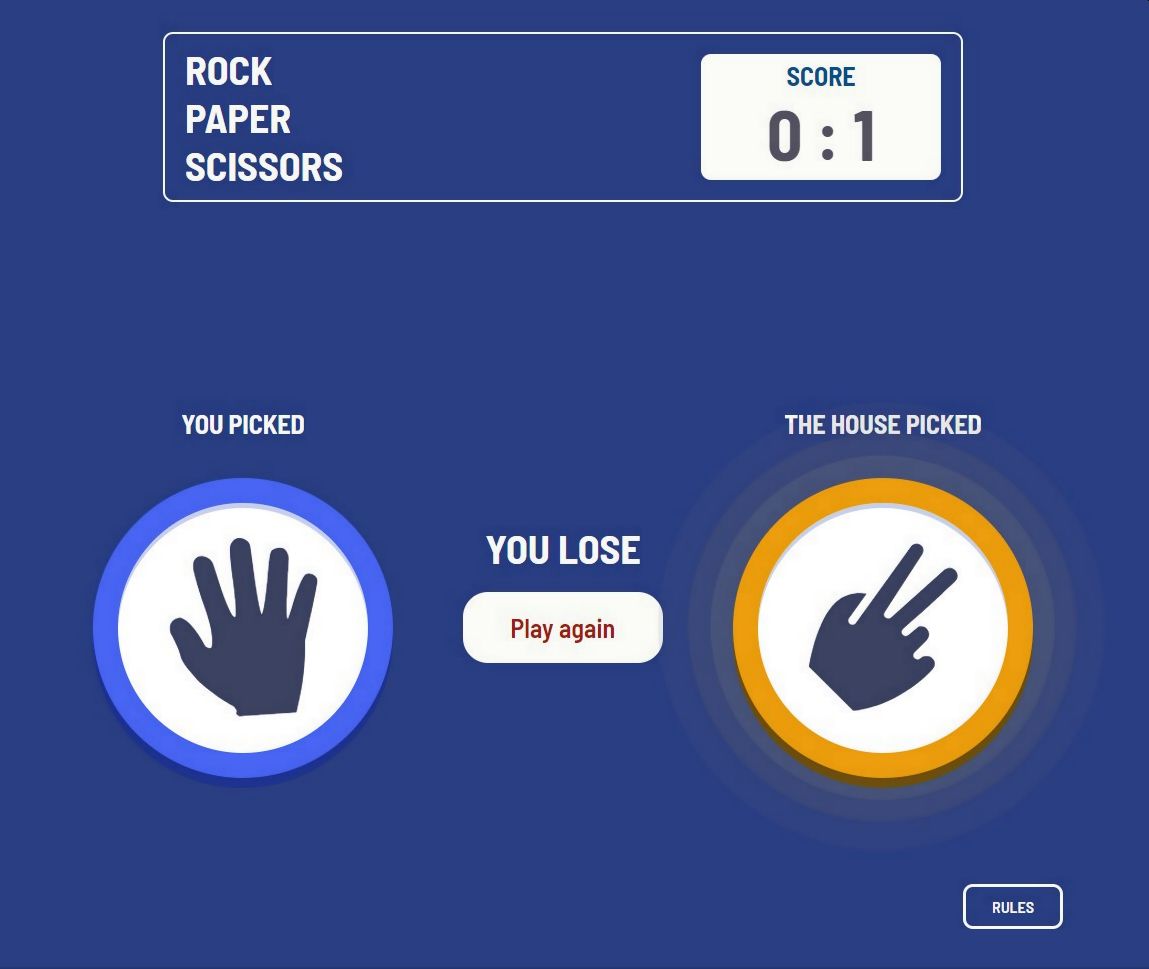 ROCK
PAPER
SCISSORS
SCORE
0 : 1
YOU PICKED
THE HOUSE PICKED
YOU LOSE
Play again
RULES